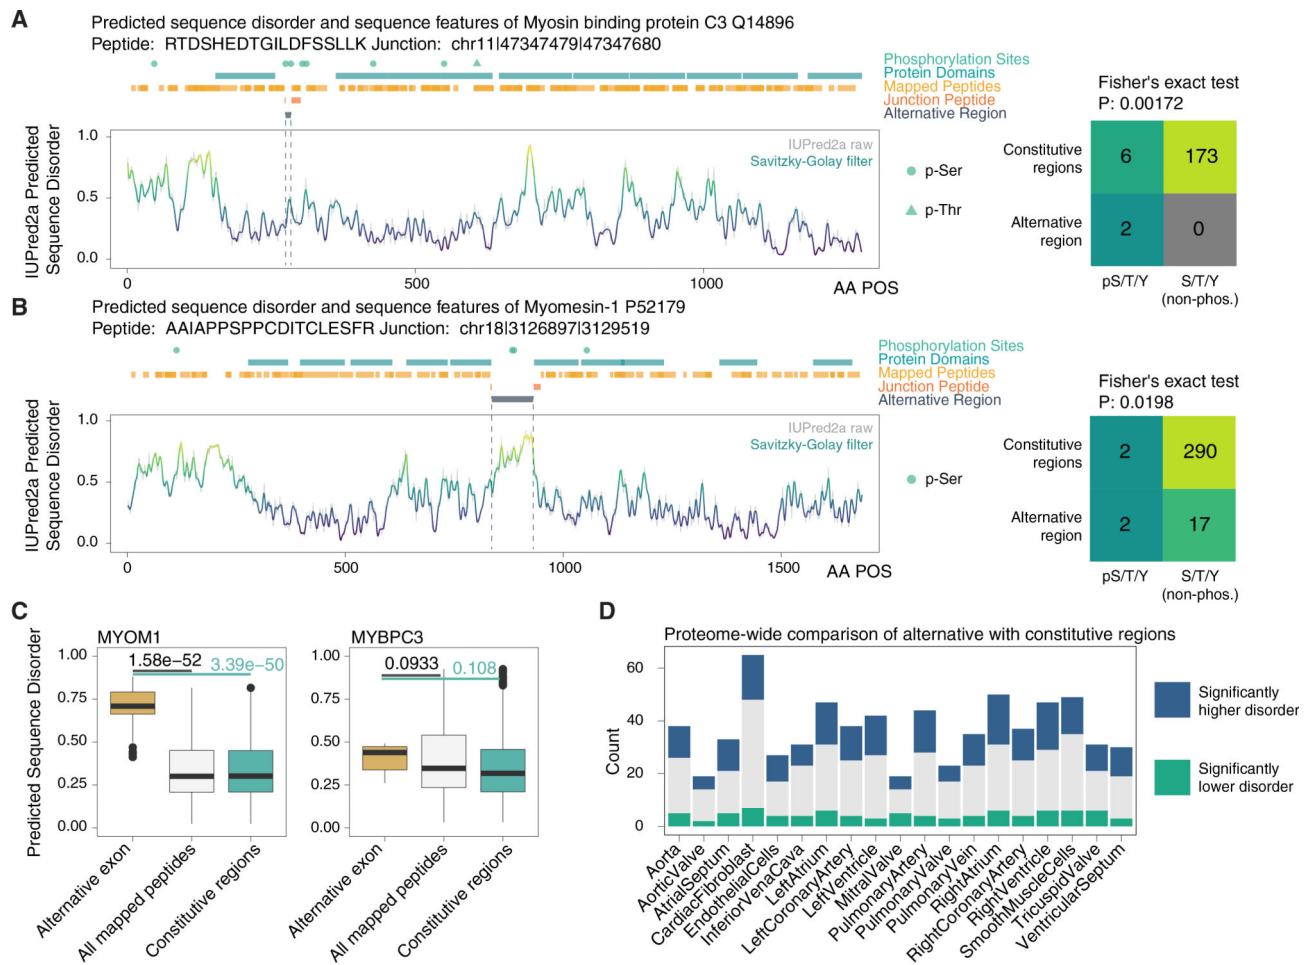 A
Predicted sequence disorder and sequence features of Myosin binding protein C3 Q14896
Peptide: RTDSHEDTGILDFSSLLK Junction: chr11|47347479|47347680
Phosphorylation Sites
Protein Domains
Mapped Peptides
Junction Peptide
Alternative Region
IUPred2a Predicted
Sequence Disorder
1.0
0.5
0.0
IUPred2a raw
Savitzky-Golay filter
0
500
1000
AA POS
p-Ser
p-Thr
Fisher's exact test
P: 0.00172
Constitutive
regions
6
173
Alternative
region
2
0
pS/T/Y
S/T/Y
(non-phos.)
B
Predicted sequence disorder and sequence features of Myomesin-1 P52179
Peptide: AAIAPPSPPCDITCLESFR Junction: chr18|3126897|3129519
Phosphorylation Sites
Protein Domains
Mapped Peptides
Junction Peptide
Alternative Region
IUPred2a Predicted
Sequence Disorder
1.0
0.5
0.0
IUPred2a raw
Savitzky-Golay filter
0
500
1000
1500
AA POS
p-Ser
Fisher's exact test
P: 0.0198
Constitutive
regions
2
290
Alternative
region
2
17
pS/T/Y
S/T/Y
(non-phos.)
C
Predicted Sequence Disorder
MYOM1
1.00
0.75
0.50
0.25
0.00
1.58e−52
3.39e−50
Alternative exon
All mapped peptides
Constitutive regions
MYBPC3
1.00
0.75
0.50
0.25
0.00
0.0933
0.108
Alternative exon
All mapped peptides
Constitutive regions
D
Proteome-wide comparison of alternative with constitutive regions
Count
60
40
20
0
Aorta
AorticValve
AtrialSeptum
CardiacFibroblast
EndothelialCells
InferiorVenaCava
LeftAtrium
LeftCoronaryArtery
LeftVentricle
MitralValve
PulmonaryArtery
PulmonaryValve
PulmonaryVein
RightAtrium
RightCoronaryArtery
RightVentricle
SmoothMuscleCells
TricuspidValve
VentricularSeptum
Significantly
higher disorder
Significantly
lower disorder